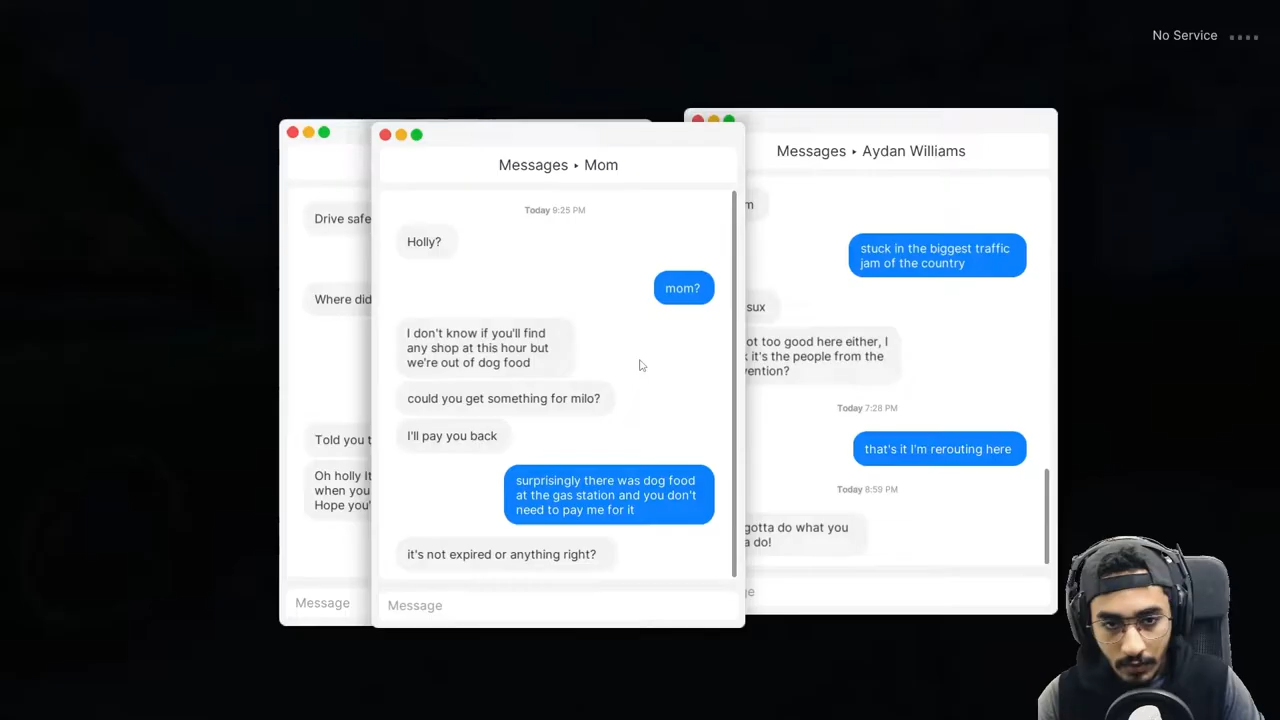 No Service
Drive safe
Where did
Told you t
Oh holly It
when you
Hope you'
Message
Messages ‣ Mom
Today 9:25 PM
Holly?
mom?
I don't know if you'll find
any shop at this hour but
we're out of dog food
could you get something for milo?
I'll pay you back
surprisingly there was dog food
at the gas station and you don't
need to pay me for it
it's not expired or anything right?
Message
Messages ‣ Aydan Williams
m
stuck in the biggest traffic
jam of the country
sux
ot too good here either, I
k it's the people from the
vention?
Today 7:28 PM
that's it I'm rerouting here
Today 8:59 PM
gotta do what you
a do!
ge